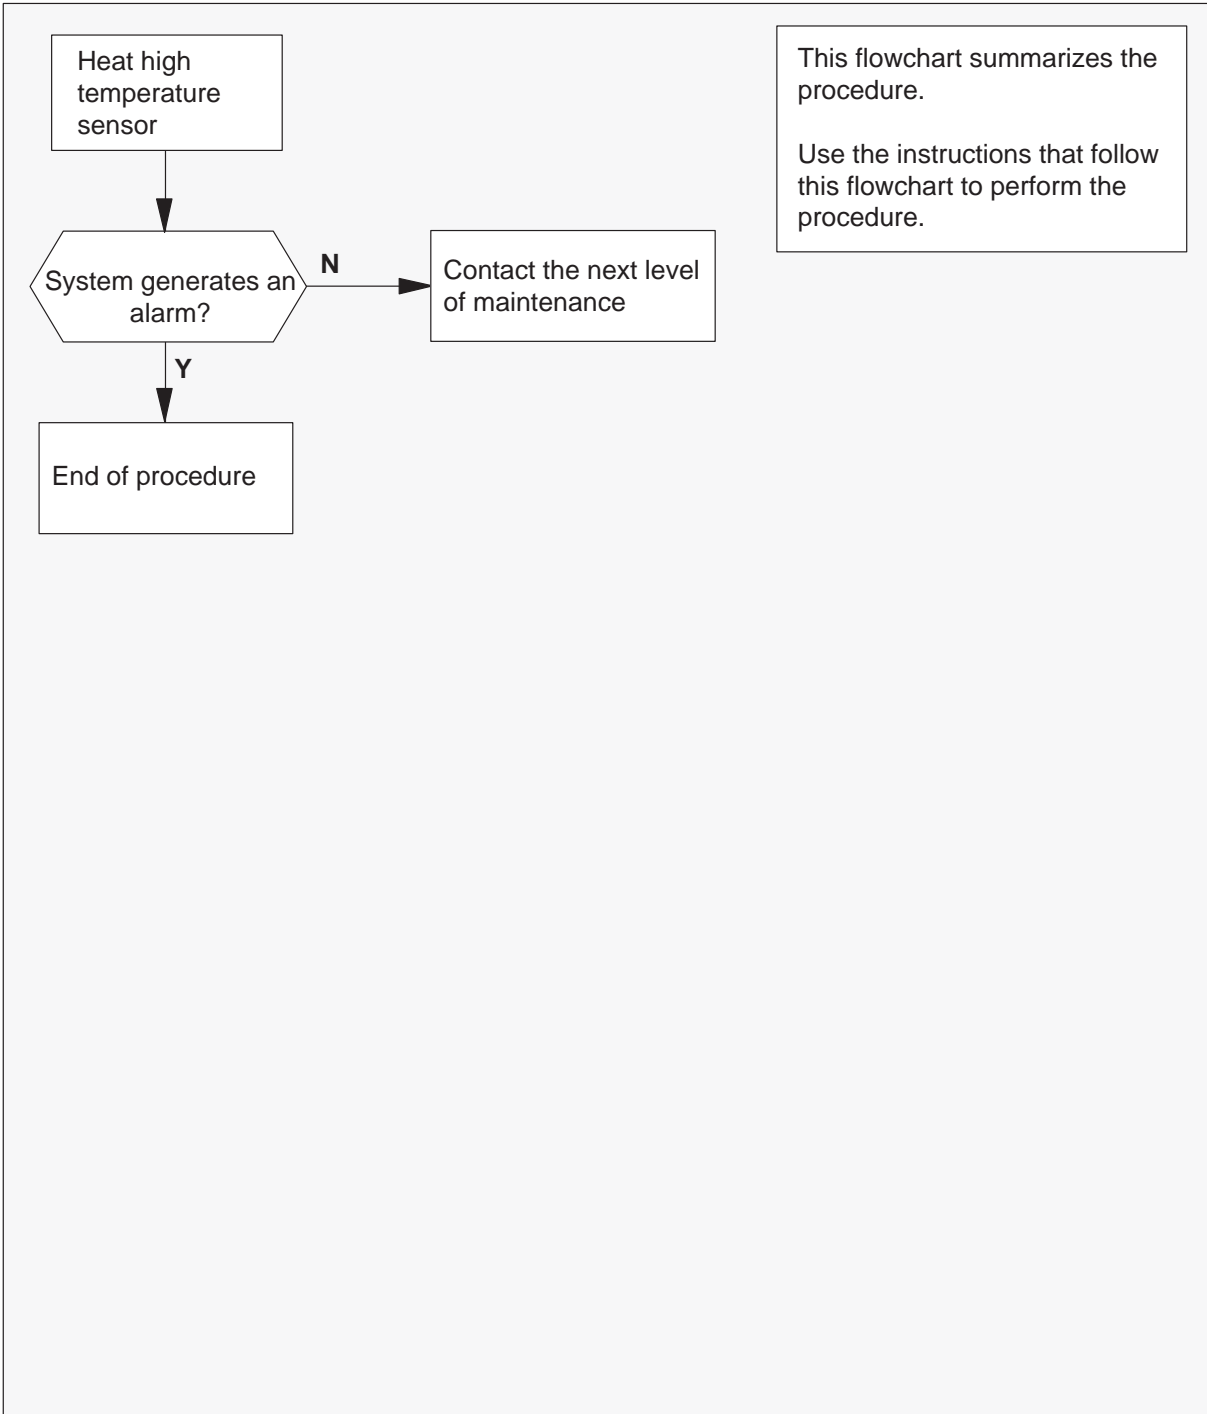 Heat high
temperature
sensor
This flowchart summarizes the
procedure.
Use the instructions that follow
this flowchart to perform the
procedure.
System generates an
alarm?
N
Contact the next level
of maintenance
Y
End of procedure